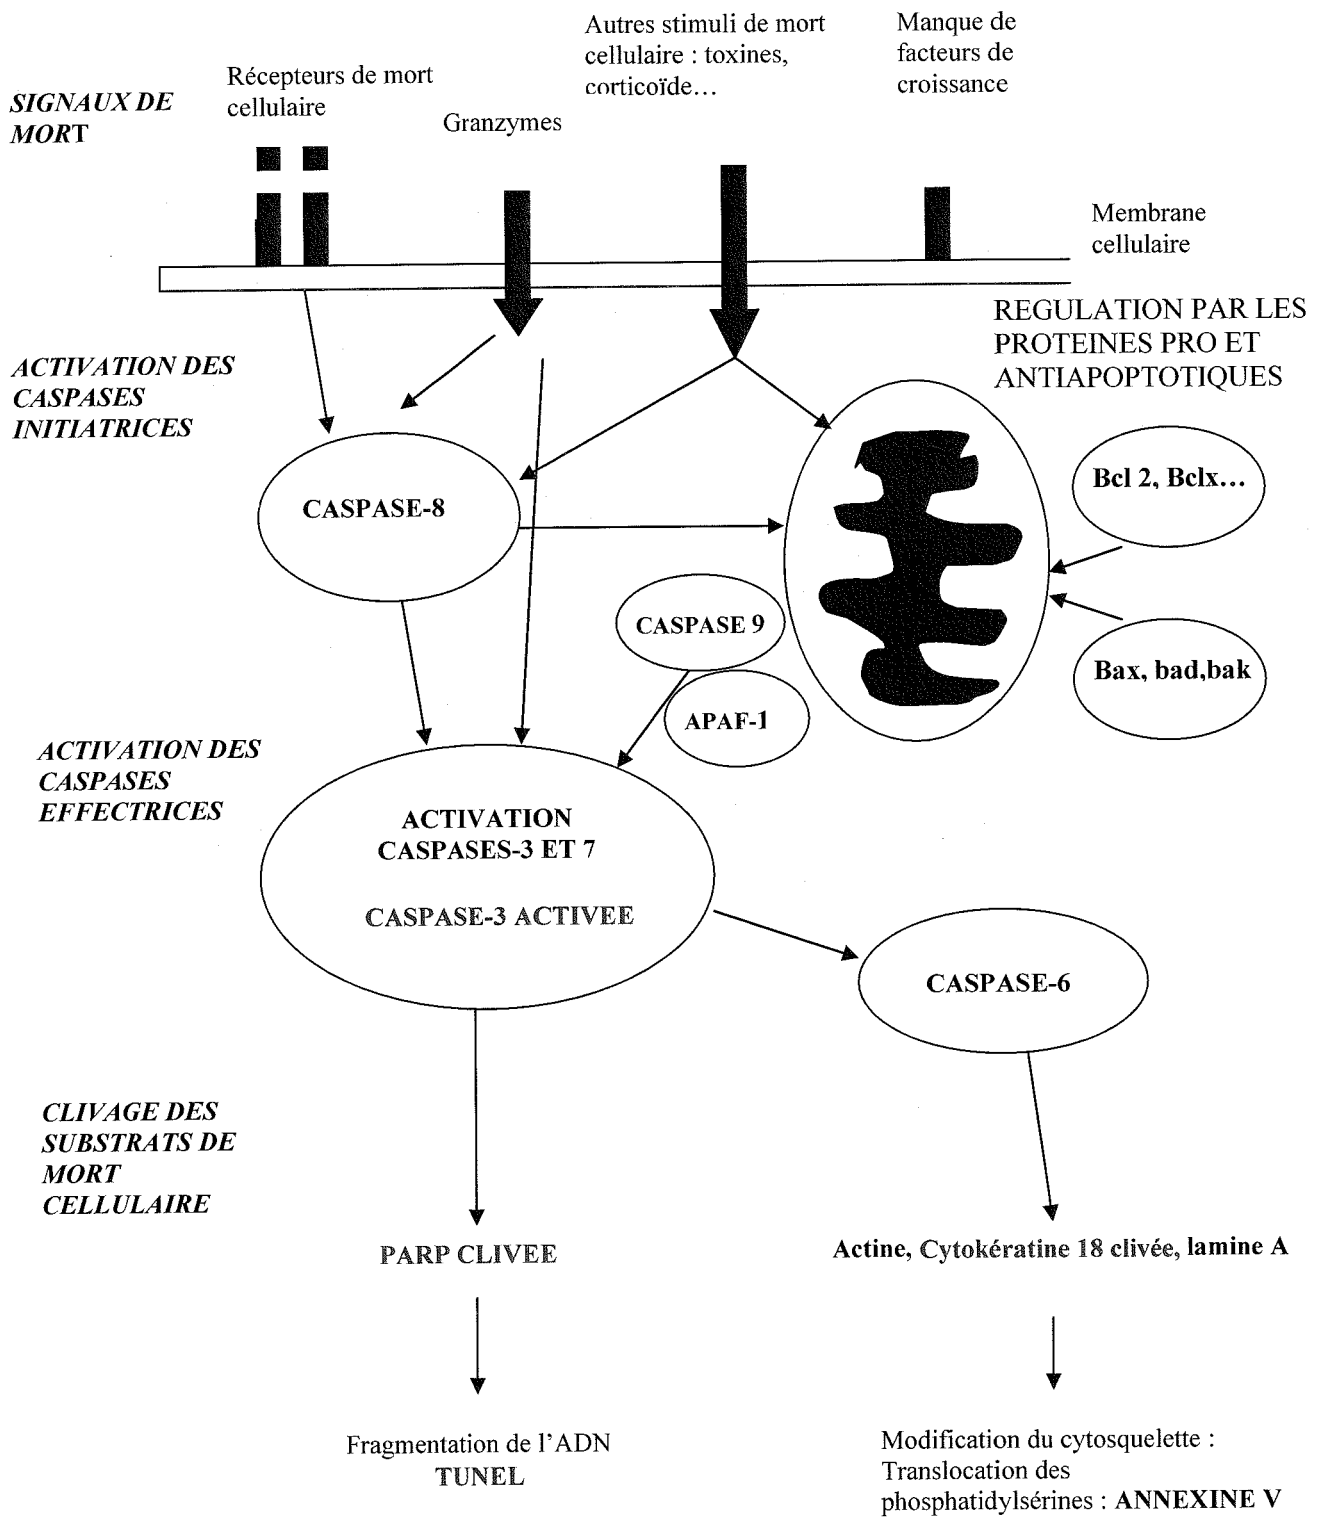 Autres stimuli de mort
cellulaire : toxines,
corticoïde…
Manque de
facteurs de
croissance
Récepteurs de mort
cellulaire
SIGNAUX DE
MORT
Granzymes
Membrane
cellulaire
REGULATION PAR LES
PROTEINES PRO ET
ANTIAPOPTOTIQUES
ACTIVATION DES
CASPASES
INITIATRICES
CASPASE-8
Bcl 2, Bclx…
CASPASE 9
Bax, bad,bak
APAF-1
ACTIVATION DES
CASPASES
EFFECTRICES
ACTIVATION
CASPASES-3 ET 7
CASPASE-3 ACTIVEE
CASPASE-6
CLIVAGE DES
SUBSTRATS DE
MORT
CELLULAIRE
PARP CLIVEE
Actine, Cytokératine 18 clivée, lamine A
Fragmentation de l’ADN
TUNEL
Modification du cytosquelette :
Translocation des
phosphatidylsérines : ANNEXINE V